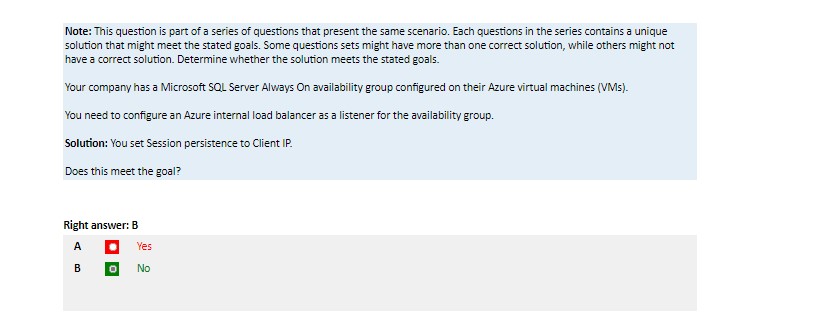 Note: This question is part of a series of questions that present the same scenario. Each questions in the series contains a unique
solution that might meet the stated goals. Some questions sets might have more than one correct solution, while others might not
have a correct solution. Determine whether the solution meets the stated goals.
Your company has a Microsoft SQL Server Always On availability group configured on their Azure virtual machines (VMs).
You need to configure an Azure internal load balancer as a listener for the availability group.
Solution: You set Session persistence to Client IP.
Does this meet the goal?
Right answer: B
A Yes
B No